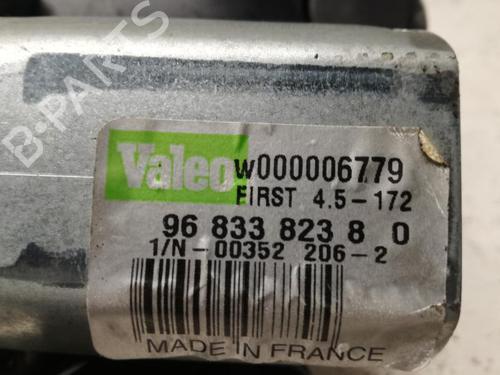 B-PARTS
Valeo W000006779
FIRST 4.5-172
96 833 823 8 0
1/N-00352 206-2
MADE IN FRANCE